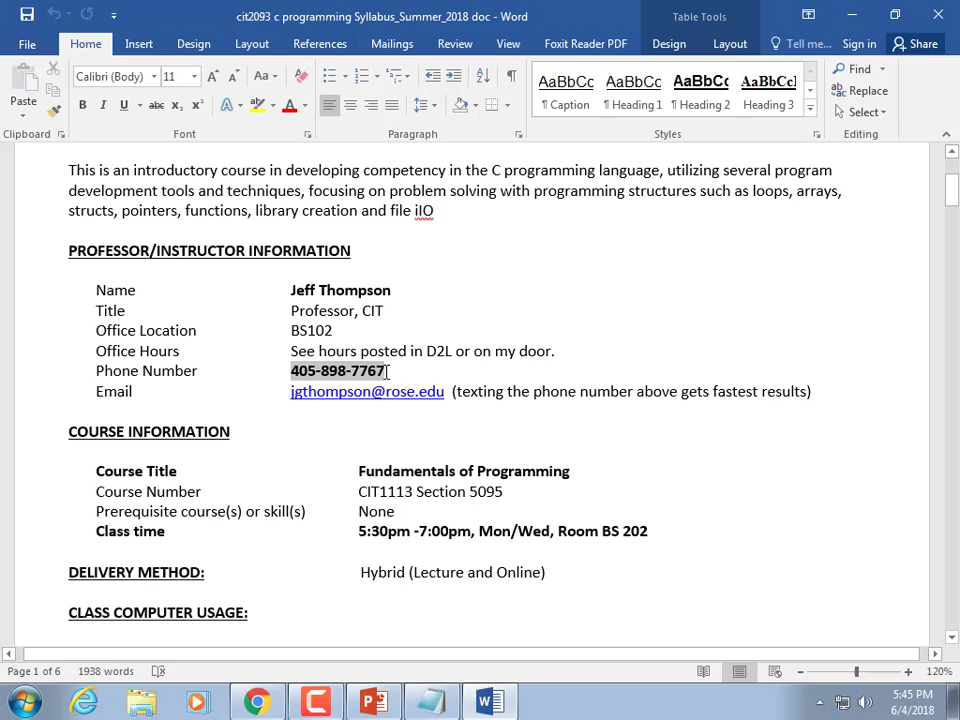 cit2093 c programming Syllabus_Summer_2018 doc - Word
Table Tools
File Home Insert Design Layout References Mailings Review View Foxit Reader PDF Design Layout Tell me... Sign in Share
Paste
Calibri (Body) 11
Aa
B I U abc x₂ x²
A
AaBbCc AaBbCc AaBbCc AaBbCc
¶ Caption ¶ Heading 1 ¶ Heading 2 Heading 3
Find
Replace
Select
Clipboard Font Paragraph Styles Editing
This is an introductory course in developing competency in the C programming language, utilizing several program
development tools and techniques, focusing on problem solving with programming structures such as loops, arrays,
structs, pointers, functions, library creation and file iIO
PROFESSOR/INSTRUCTOR INFORMATION
Name Jeff Thompson
Title Professor, CIT
Office Location BS102
Office Hours See hours posted in D2L or on my door.
Phone Number 405-898-7767
Email jgthompson@rose.edu (texting the phone number above gets fastest results)
COURSE INFORMATION
Course Title Fundamentals of Programming
Course Number CIT1113 Section 5095
Prerequisite course(s) or skill(s) None
Class time 5:30pm -7:00pm, Mon/Wed, Room BS 202
DELIVERY METHOD: Hybrid (Lecture and Online)
CLASS COMPUTER USAGE:
Page 1 of 6 1938 words 120%
5:45 PM
6/4/2018